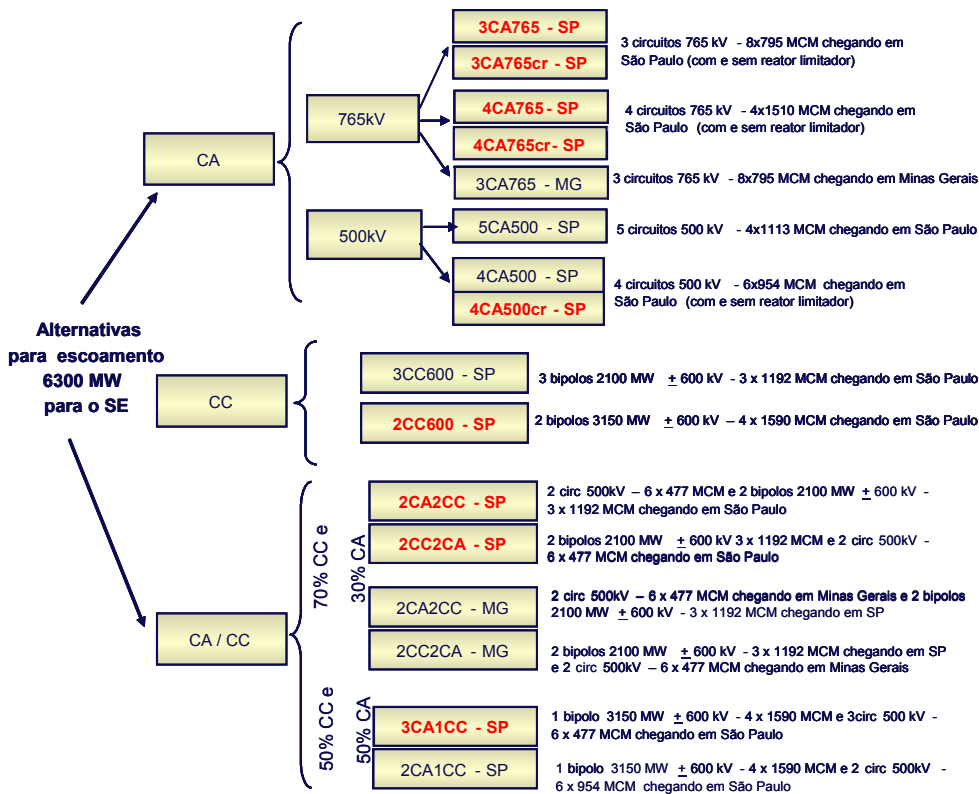 Alternativas
para escoamento
6300 MW
para o SE
CA
765kV
3CA765 - SP
3CA765cr - SP
3 circuitos 765 kV - 8x795 MCM chegando em
São Paulo (com e sem reator limitador)
4CA765 - SP
4CA765cr - SP
4 circuitos 765 kV - 4x1510 MCM chegando em
São Paulo (com e sem reator limitador)
3CA765 - MG
3 circuitos 765 kV - 8x795 MCM chegando em Minas Gerais
500kV
5CA500 - SP
5 circuitos 500 kV - 4x1113 MCM chegando em São Paulo
4CA500 - SP
4CA500cr - SP
4 circuitos 500 kV - 6x954 MCM chegando em
São Paulo (com e sem reator limitador)
CC
3CC600 - SP
3 bipolos 2100 MW ± 600 kV - 3 x 1192 MCM chegando em São Paulo
2CC600 - SP
2 bipolos 3150 MW ± 600 kV – 4 x 1590 MCM chegando em São Paulo
CA / CC
70% CC e
30% CA
2CA2CC - SP
2 circ 500kV – 6 x 477 MCM e 2 bipolos 2100 MW ± 600 kV -
3 x 1192 MCM chegando em São Paulo
2CC2CA - SP
2 bipolos 2100 MW ± 600 kV 3 x 1192 MCM e 2 circ 500kV -
6 x 477 MCM chegando em São Paulo
2CA2CC - MG
2 circ 500kV – 6 x 477 MCM chegando em Minas Gerais e 2 bipolos
2100 MW ± 600 kV - 3 x 1192 MCM chegando em SP
2CC2CA - MG
2 bipolos 2100 MW ± 600 kV - 3 x 1192 MCM chegando em SP
e 2 circ 500kV – 6 x 477 MCM chegando em Minas Gerais
50% CC e
50% CA
3CA1CC - SP
1 bipolo 3150 MW ± 600 kV - 4 x 1590 MCM e 3circ 500 kV -
6 x 477 MCM chegando em São Paulo
2CA1CC - SP
1 bipolo 3150 MW ± 600 kV - 4 x 1590 MCM e 2 circ 500kV -
6 x 954 MCM chegando em São Paulo